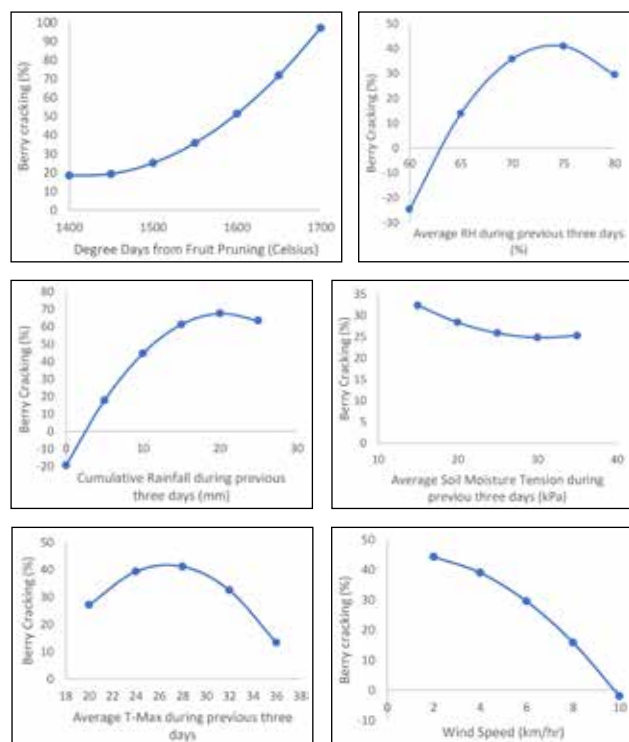 100
90
80
70
60
50
40
30
20
10
0
1400 1500 1600 1700
Berry cracking (%)
Degree Days from Fruit Pruning (Celsius)
50
40
30
20
10
0
-10
-20
-30
60 65 70 75 80
Berry Cracking (%)
Average RH during previous three days
(%)
80
70
60
50
40
30
20
10
0
-10
-20
0 10 20 30
Berry Cracking (%)
Cumulative Rainfall during previous
three days (mm)
35
30
25
20
15
10
5
0
10 20 30 40
Berry Cracking (%)
Average Soil Moisture Tension during
previou three days (kPa)
50
40
30
20
10
0
18 20 22 24 26 28 30 32 34 36 38
Berry Cracking (%)
Average T-Max during previous three
days
50
40
30
20
10
0
-10
0 2 4 6 8 10
Berry cracking (%)
Wind Speed (km/hr)